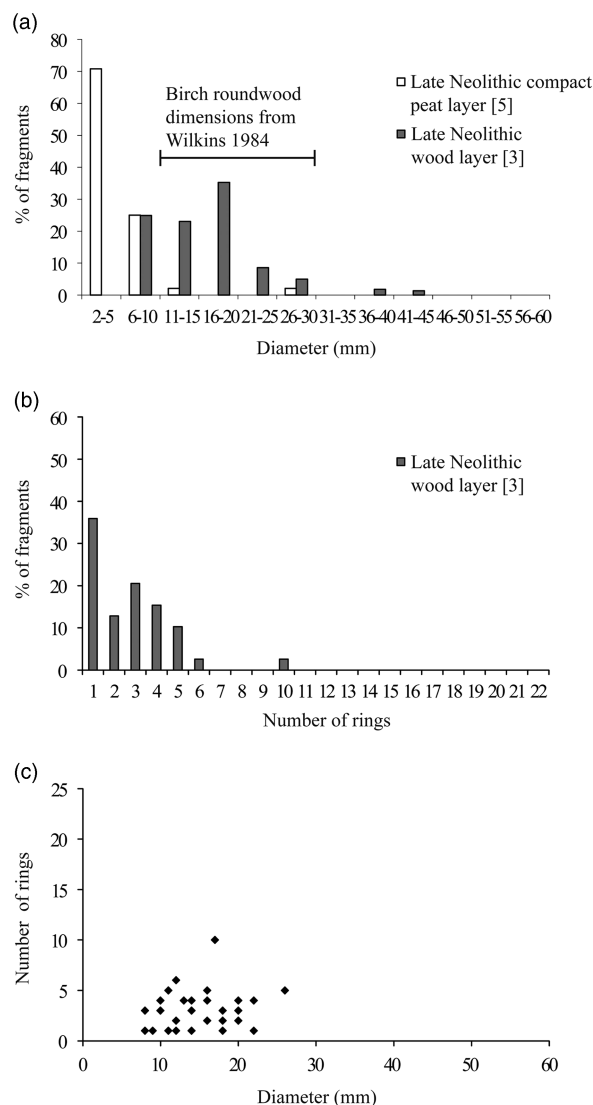 (a)
80
70
60
50
40
30
20
10
0
% of fragments
Birch roundwood
dimensions from
Wilkins 1984
Late Neolithic compact
peat layer [5]
Late Neolithic
wood layer [3]
2-5 6-10 11-15 16-20 21-25 26-30 31-35 36-40 41-45 46-50 51-55 56-60
Diameter (mm)
(b)
60
50
40
30
20
10
0
% of fragments
Late Neolithic
wood layer [3]
1 2 3 4 5 6 7 8 9 10 11 12 13 14 15 16 17 18 19 20 21 22
Number of rings
(c)
25
20
15
10
5
0
Number of rings
0 10 20 30 40 50 60
Diameter (mm)